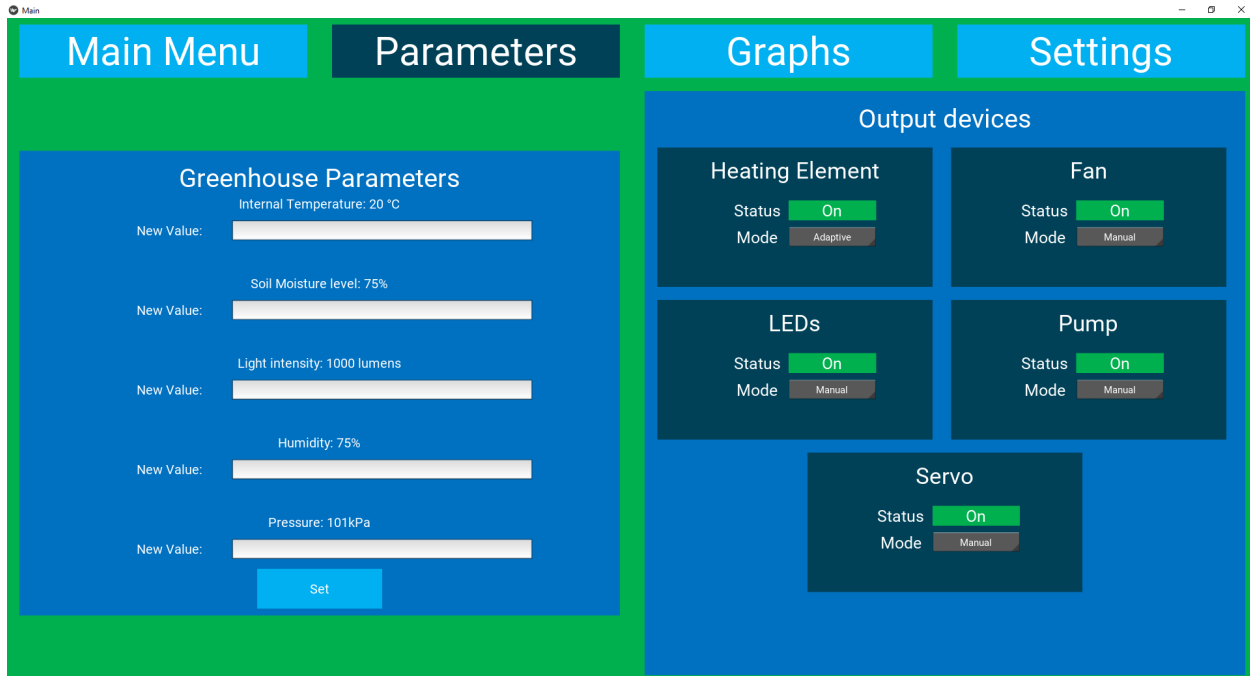 Main
Main Menu
Parameters
Graphs
Settings
Greenhouse Parameters
Internal Temperature: 20 °C
New Value:
Soil Moisture level: 75%
New Value:
Light intensity: 1000 lumens
New Value:
Humidity: 75%
New Value:
Pressure: 101kPa
New Value:
Set
Output devices
Heating Element
Status On
Mode Adaptive
Fan
Status On
Mode Manual
LEDs
Status On
Mode Manual
Pump
Status On
Mode Manual
Servo
Status On
Mode Manual